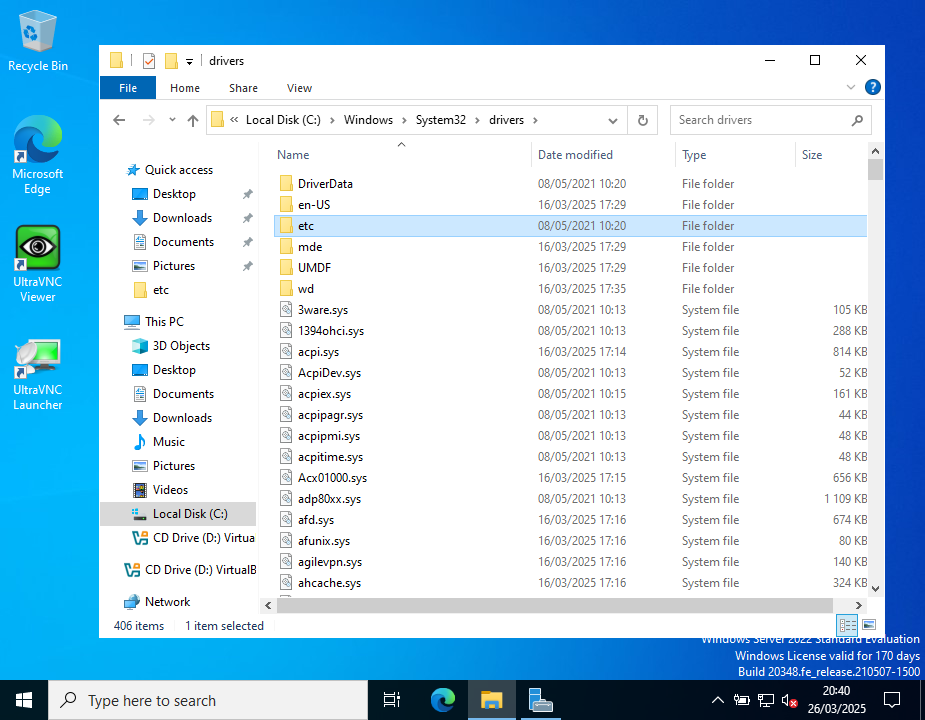 Recycle Bin
Microsoft
Edge
UltraVNC
Viewer
UltraVNC
Launcher
drivers
File Home Share View
« Local Disk (C:) > Windows > System32 > drivers >
Search drivers
Quick access
Desktop
Downloads
Documents
Pictures
etc
This PC
3D Objects
Desktop
Documents
Downloads
Music
Pictures
Videos
Local Disk (C:)
CD Drive (D:) Virtua
CD Drive (D:) VirtualB
Network
Name Date modified Type Size
DriverData 08/05/2021 10:20 File folder
en-US 16/03/2025 17:29 File folder
etc 08/05/2021 10:20 File folder
mde 16/03/2025 17:29 File folder
UMDF 16/03/2025 17:29 File folder
wd 16/03/2025 17:35 File folder
3ware.sys 08/05/2021 10:13 System file 105 KB
1394ohci.sys 08/05/2021 10:13 System file 288 KB
acpi.sys 16/03/2025 17:14 System file 814 KB
AcpiDev.sys 08/05/2021 10:13 System file 52 KB
acpiex.sys 08/05/2021 10:15 System file 161 KB
acpipagr.sys 08/05/2021 10:13 System file 44 KB
acpipmi.sys 08/05/2021 10:13 System file 48 KB
acpitime.sys 08/05/2021 10:13 System file 48 KB
Acx01000.sys 16/03/2025 17:15 System file 656 KB
adp80xx.sys 08/05/2021 10:13 System file 1 109 KB
afd.sys 16/03/2025 17:16 System file 674 KB
afunix.sys 16/03/2025 17:16 System file 80 KB
agilevpn.sys 16/03/2025 17:16 System file 140 KB
ahcache.sys 16/03/2025 17:16 System file 324 KB
406 items 1 item selected
Windows Server 2022 Standard Evaluation
Windows License valid for 170 days
Build 20348.fe_release.210507-1500
Type here to search
20:40
26/03/2025